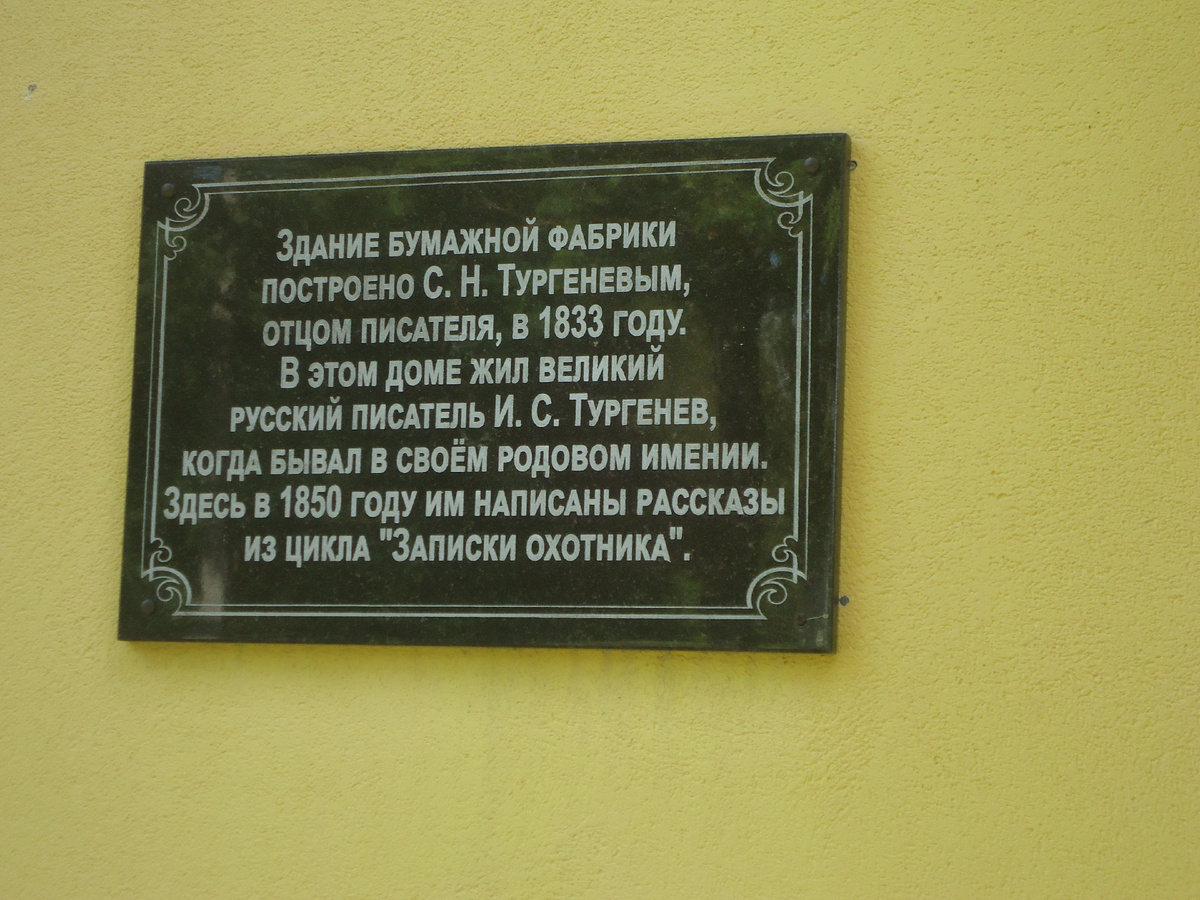 Здание бумажной фабрики
построено С. Н. Тургеневым,
отцом писателя, в 1833 году.
В этом доме жил великий
русский писатель И. С. Тургенев,
когда бывал в своём родовом имении.
Здесь в 1850 году им написаны рассказы
из цикла "Записки охотника".